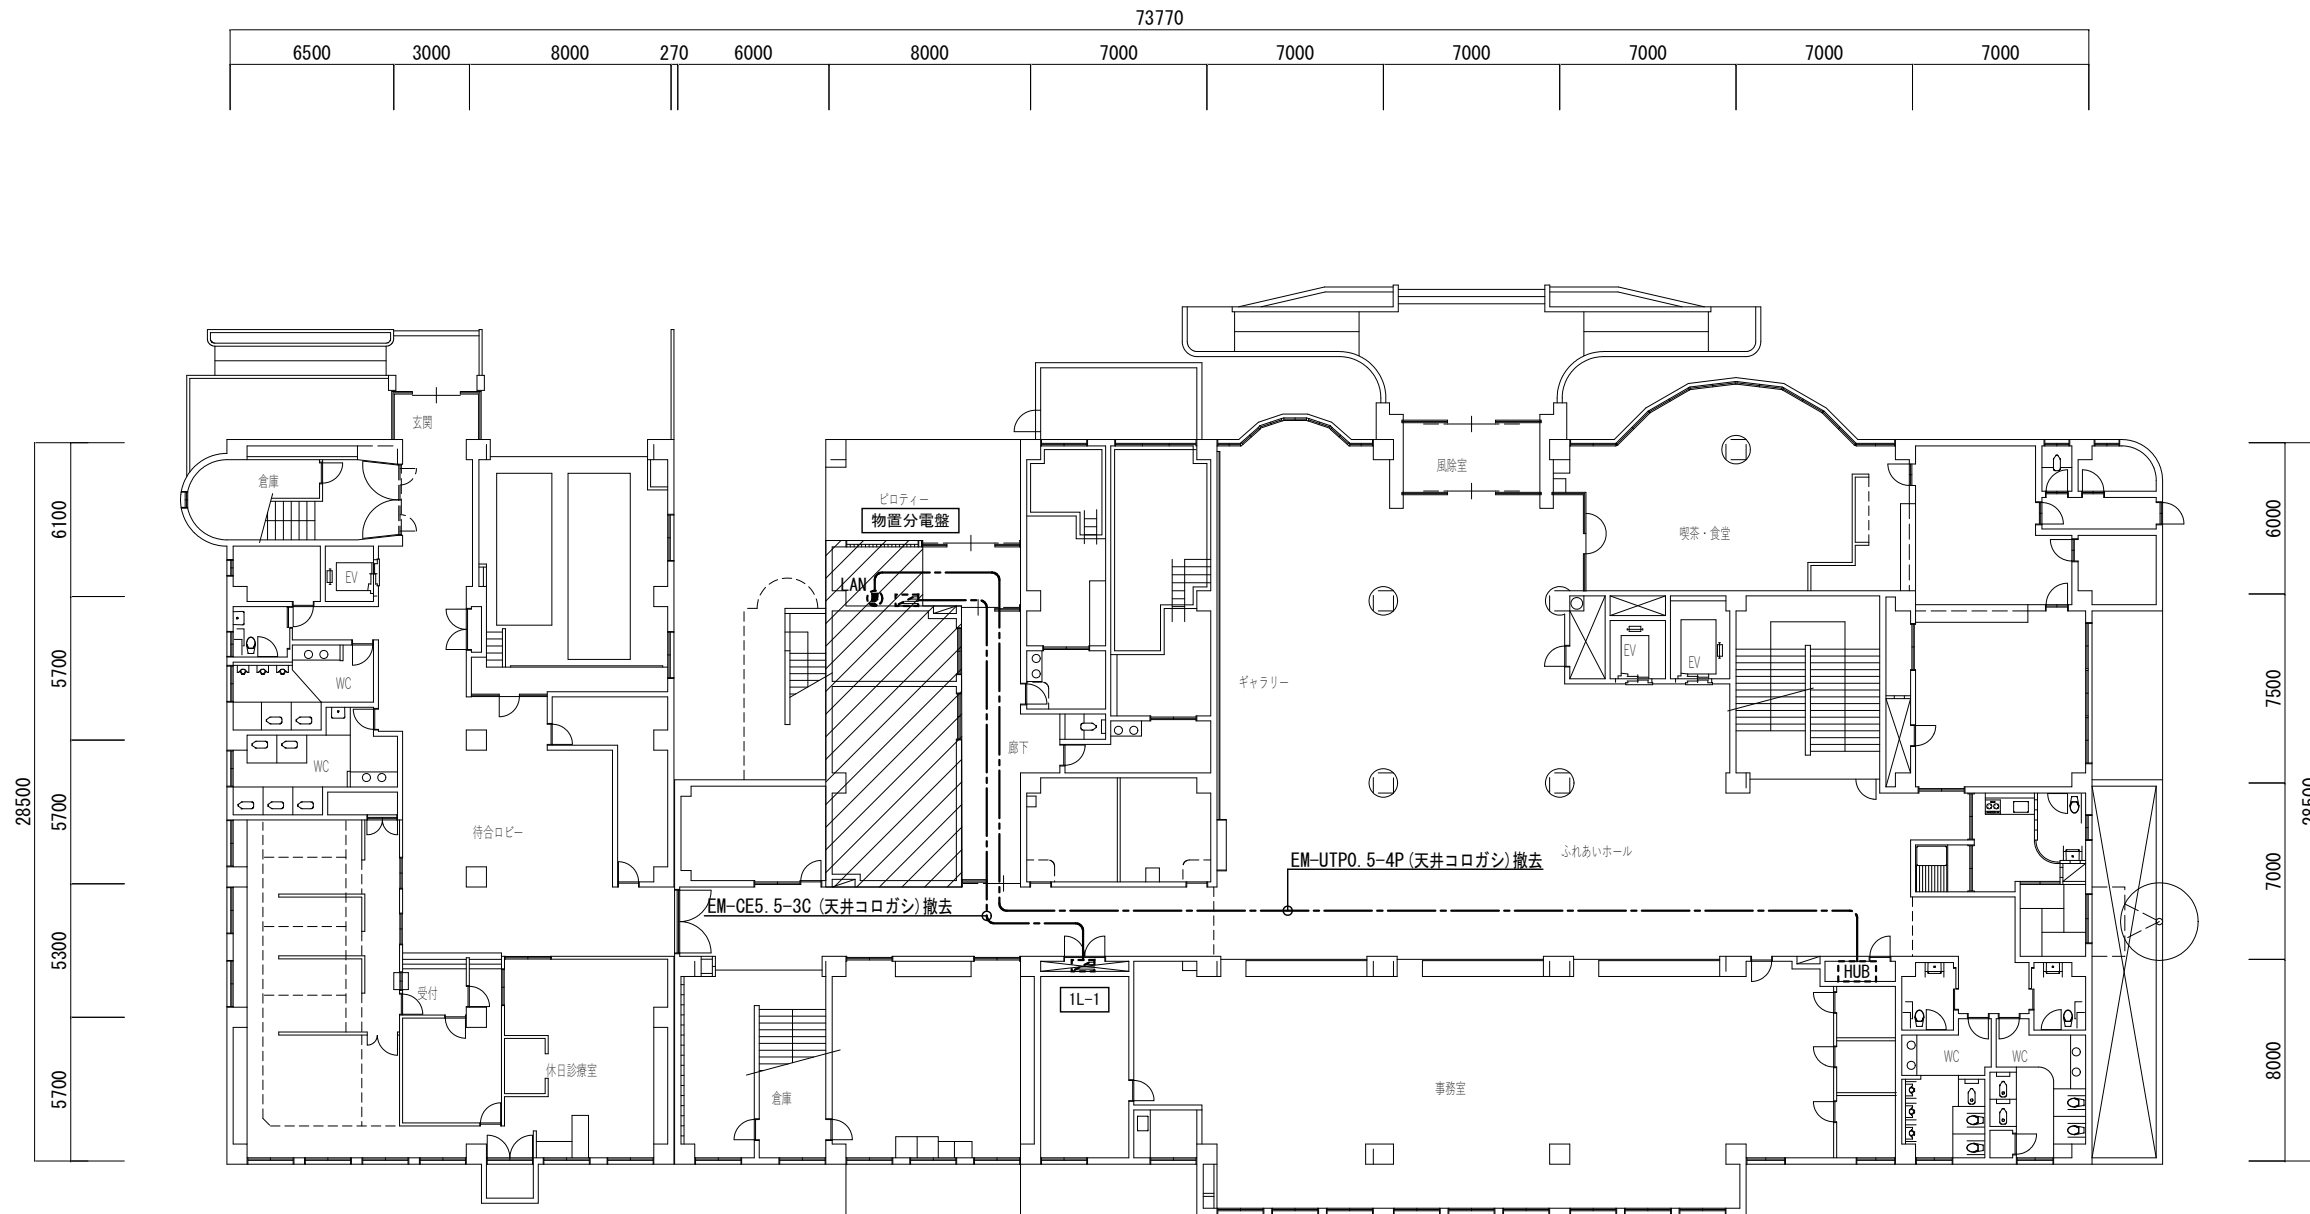 73770
6500 3000 8000 270 6000 8000 7000 7000 7000 7000 7000 7000
玄関
倉庫
ピロティー
物置分電盤
風除室
喫茶・食堂
6100
6000
EV
LAN
5700
WC
ギャラリー
EV
EV
7500
廊下
WC
28500
5700
待合ロビー
ふれあいホール
EM-UTP0.5-4P(天井コロガシ)撤去
7000
28500
EM-CE5.5-3C(天井コロガシ)撤去
5300
受付
1L-1
HUB
5700
休日診療室
倉庫
事務室
WC
WC
8000